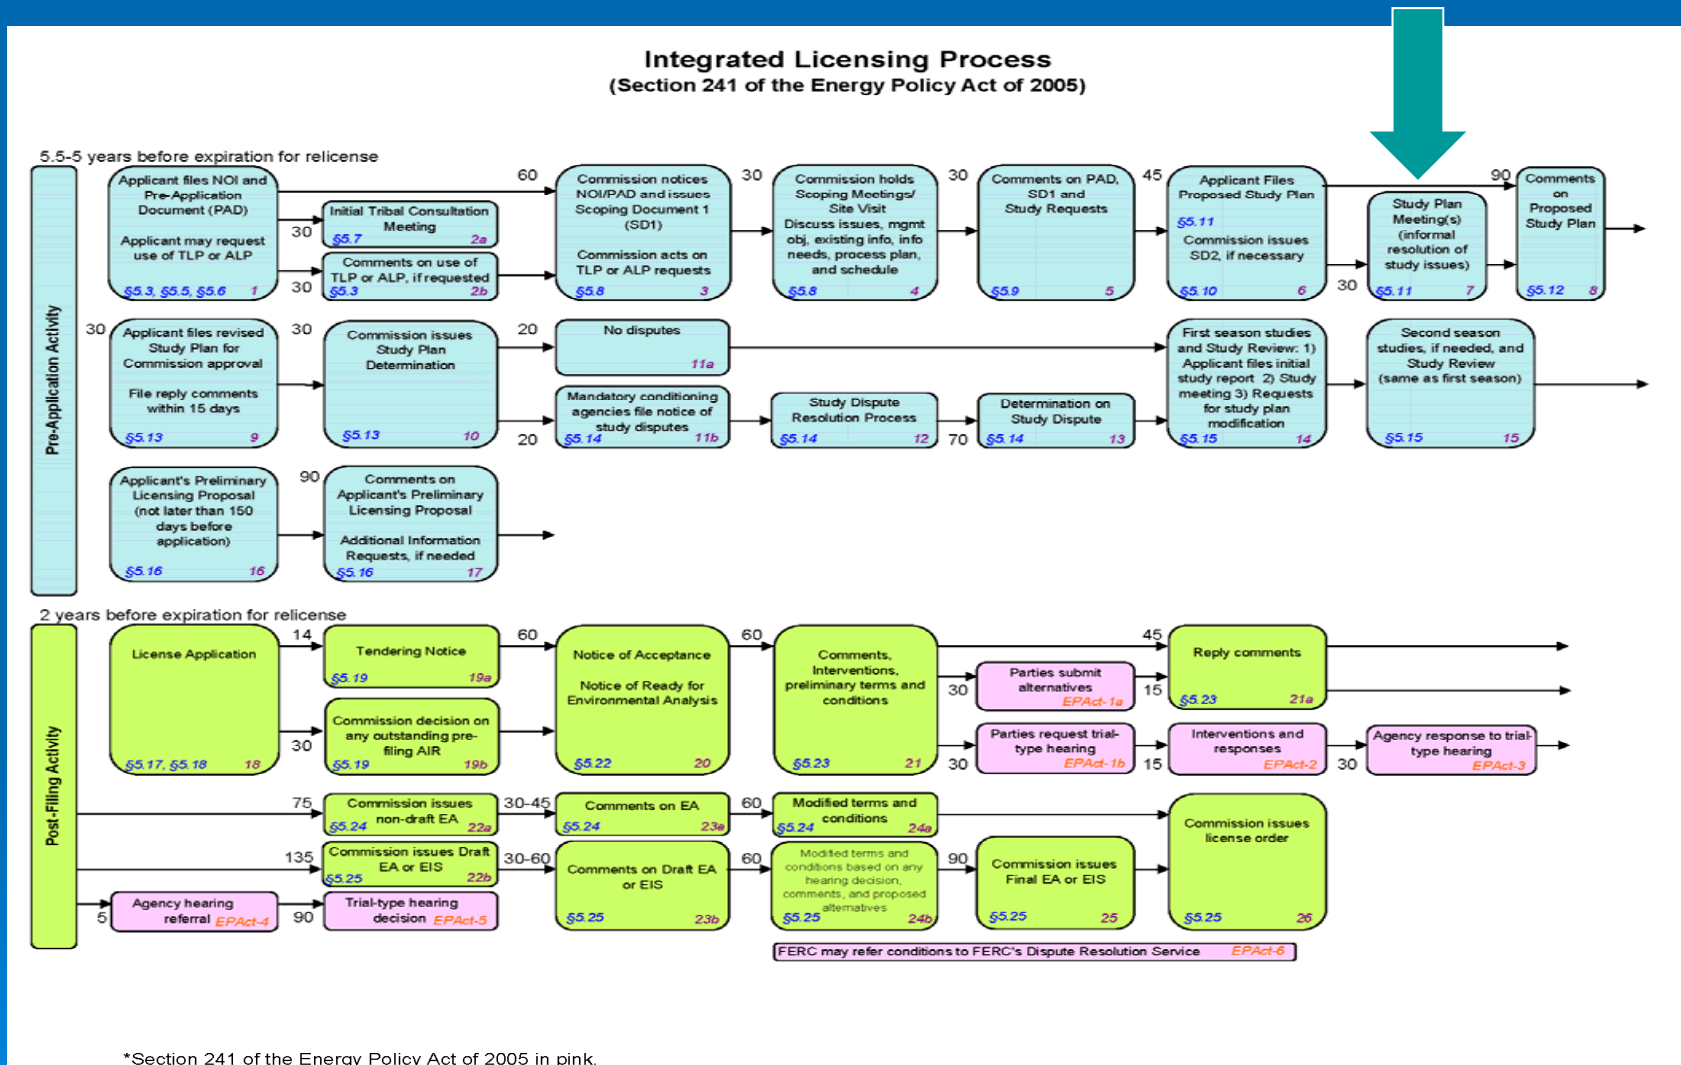 Integrated Licensing Process
(Section 241 of the Energy Policy Act of 2005)
5.5-5 years before expiration for relicense
Pre-Application Activity
Applicant files NOI and
Pre-Application
Document (PAD)
Applicant may request
use of TLP or ALP
§5.3, §5.5, §5.6 1
60
30
Initial Tribal Consultation
Meeting
§5.7 2a
30
Comments on use of
TLP or ALP, if requested
§5.3 2b
Commission notices
NOI/PAD and issues
Scoping Document 1
(SD1)
Commission acts on
TLP or ALP requests
§5.8 3
30
Commission holds
Scoping Meetings/
Site Visit
Discuss issues, mgmt
obj, existing info, info
needs, process plan,
and schedule
§5.8 4
30
Comments on PAD,
SD1 and
Study Requests
§5.9 5
45
Applicant Files
Proposed Study Plan
§5.11
Commission issues
SD2, if necessary
§5.10 6
90
30
Study Plan
Meeting(s)
(informal
resolution of
study issues)
§5.11 7
Comments
on
Proposed
Study Plan
§5.12 8
30
Applicant files revised
Study Plan for
Commission approval
File reply comments
within 15 days
§5.13 9
30
Commission issues
Study Plan
Determination
§5.13 10
20
No disputes
11a
20
Mandatory conditioning
agencies file notice of
study disputes
§5.14 11b
Study Dispute
Resolution Process
§5.14 12
70
Determination on
Study Dispute
§5.14 13
First season studies
and Study Review: 1)
Applicant files initial
study report 2) Study
meeting 3) Requests
for study plan
modification
§5.15 14
Second season
studies, if needed, and
Study Review
(same as first season)
§5.15 15
Applicant's Preliminary
Licensing Proposal
(not later than 150
days before
application)
§5.16 16
90
Comments on
Applicant's Preliminary
Licensing Proposal
Additional Information
Requests, if needed
§5.16 17
2 years before expiration for relicense
Post-Filing Activity
License Application
§5.17, §5.18 18
14
Tendering Notice
§5.19 19a
30
Commission decision on
any outstanding pre-
filing AIR
§5.19 19b
60
Notice of Acceptance
Notice of Ready for
Environmental Analysis
§5.22 20
60
Comments,
Interventions,
preliminary terms and
conditions
§5.23 21
45
30
Parties submit
alternatives
EPAct-1a
15
Reply comments
§5.23 21a
30
Parties request trial-
type hearing
EPAct-1b
15
Interventions and
responses
EPAct-2
30
Agency response to trial-
type hearing
EPAct-3
75
Commission issues
non-draft EA
§5.24 22a
30-45
Comments on EA
§5.24 23a
60
Modified terms and
conditions
§5.24 24a
135
Commission issues Draft
EA or EIS
§5.25 22b
30-60
Comments on Draft EA
or EIS
§5.25 23b
60
Modified terms and
conditions based on any
hearing decision,
comments, and proposed
alternatives
§5.25 24b
90
Commission issues
Final EA or EIS
§5.25 25
Commission issues
license order
§5.25 26
5
Agency hearing
referral EPAct-4
90
Trial-type hearing
decision EPAct-5
FERC may refer conditions to FERC's Dispute Resolution Service EPAct-6
*Section 241 of the Energy Policy Act of 2005 in pink.